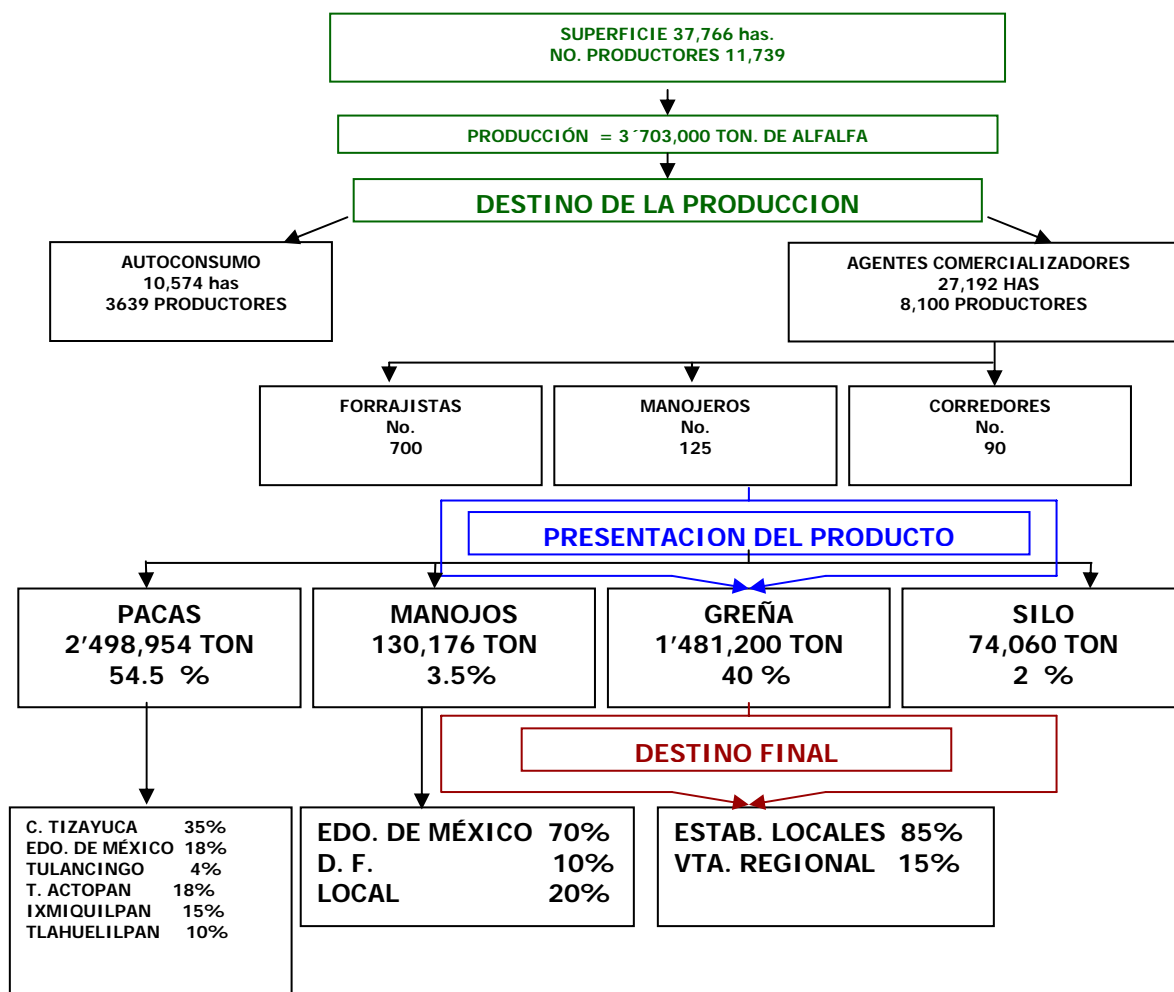 SUPERFICIE 37,766 has.
NO. PRODUCTORES 11,739
PRODUCCIÓN = 3´703,000 TON. DE ALFALFA
DESTINO DE LA PRODUCCION
AUTOCONSUMO
10,574 has
3639 PRODUCTORES
AGENTES COMERCIALIZADORES
27,192 HAS
8,100 PRODUCTORES
FORRAJISTAS
No.
700
MANOJEROS
No.
125
CORREDORES
No.
90
PRESENTACION DEL PRODUCTO
PACAS
2’498,954 TON
54.5 %
MANOJOS
130,176 TON
3.5%
GREÑA
1’481,200 TON
40 %
SILO
74,060 TON
2 %
DESTINO FINAL
C. TIZAYUCA 35%
EDO. DE MÉXICO 18%
TULANCINGO 4%
T. ACTOPAN 18%
IXMIQUILPAN 15%
TLAHUELILPAN 10%
EDO. DE MÉXICO 70%
D. F. 10%
LOCAL 20%
ESTAB. LOCALES 85%
VTA. REGIONAL 15%